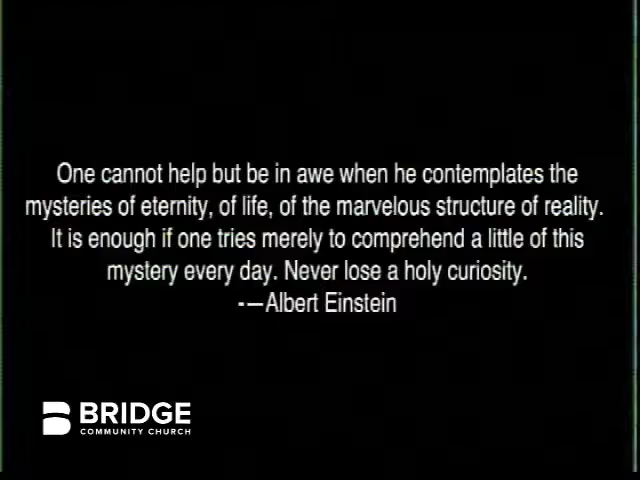 One cannot help but be in awe when he contemplates the
mysteries of eternity, of life, of the marvelous structure of reality.
It is enough if one tries merely to comprehend a little of this
mystery every day. Never lose a holy curiosity.
-—Albert Einstein
BRIDGE
COMMUNITY CHURCH